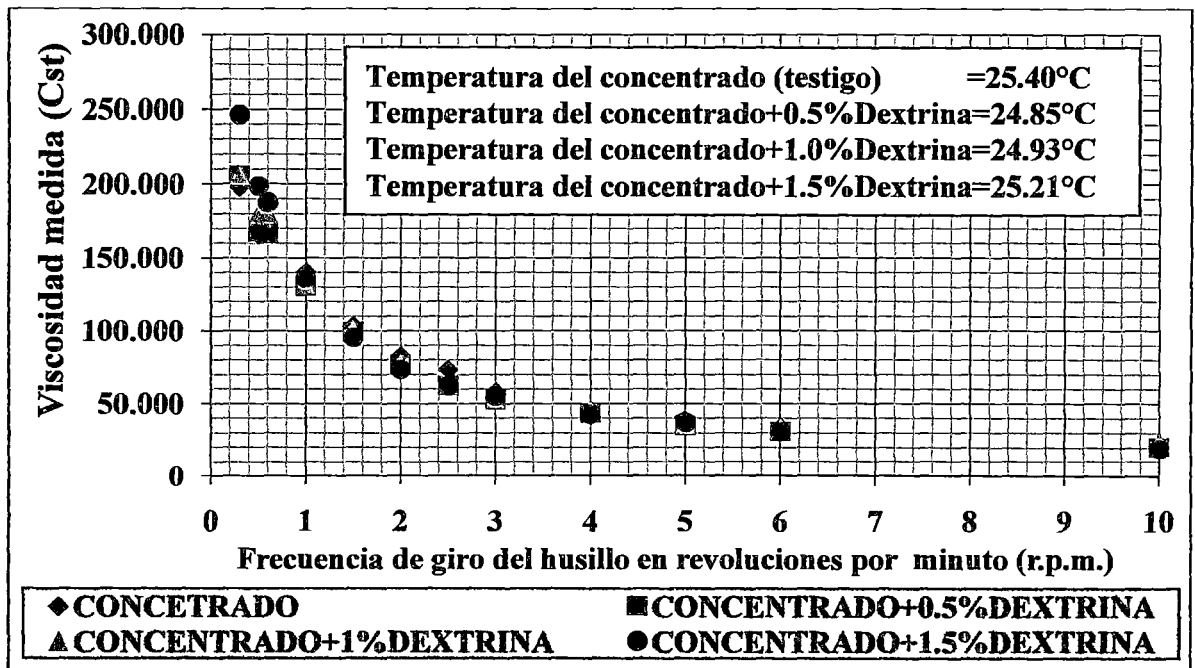 300.000
250.000
200.000
150.000
100.000
50.000
0
Viscosidad medida (Cst)
Temperatura del concentrado (testigo) =25.40°C
Temperatura del concentrado+0.5%Dextrina=24.85°C
Temperatura del concentrado+1.0%Dextrina=24.93°C
Temperatura del concentrado+1.5%Dextrina=25.21°C
0 1 2 3 4 5 6 7 8 9 10
Frecuencia de giro del husillo en revoluciones por minuto (r.p.m.)
CONCETRADO
CONCENTRADO+0.5%DEXTRINA
CONCENTRADO+1%DEXTRINA
CONCENTRADO+1.5%DEXTRINA